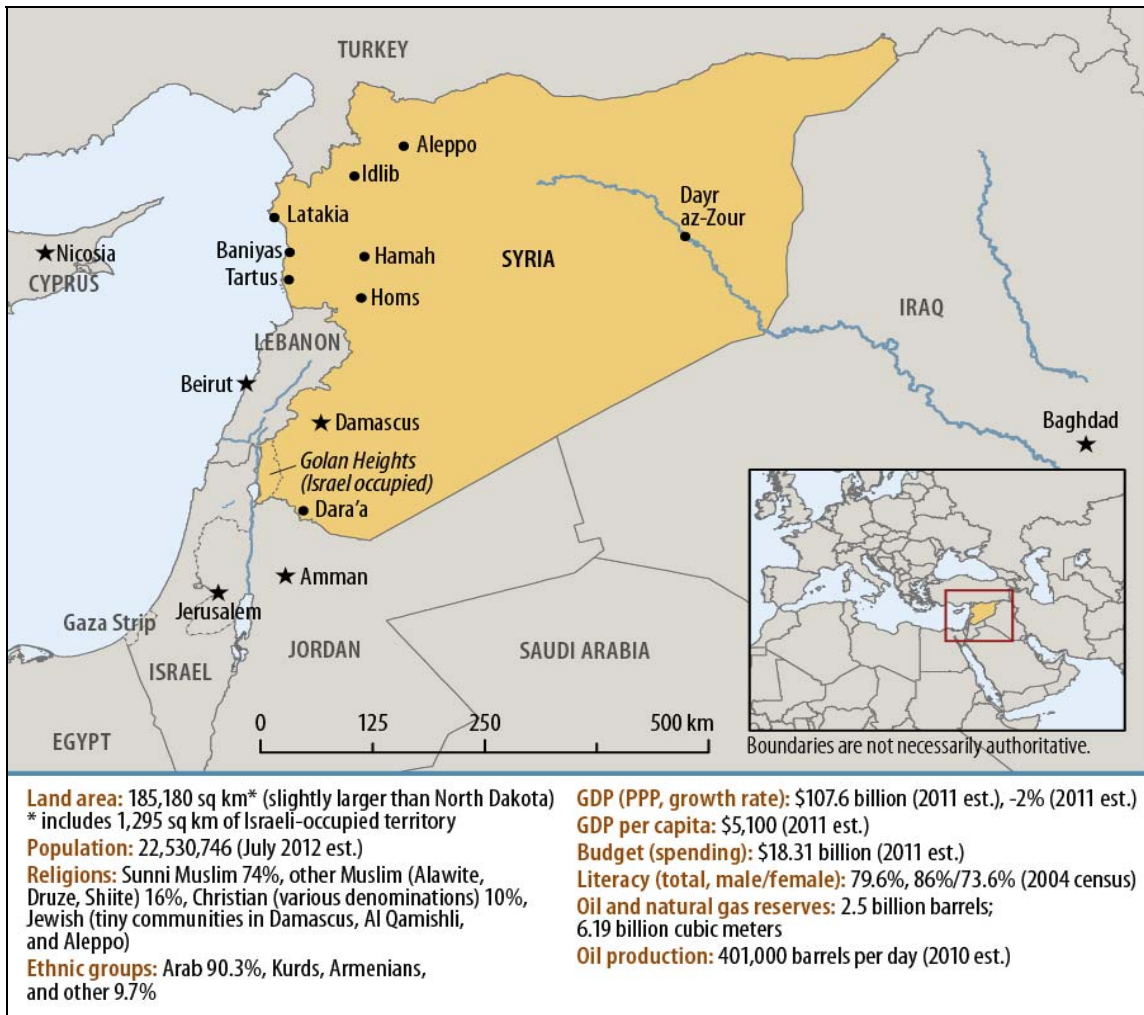 TURKEY
Aleppo
Idlib
Dayr
az-Zour
Latakia
Nicosia
CYPRUS
Baniyas
Hamah
SYRIA
Tartus
Homs
IRAQ
LEBANON
Beirut
Damascus
Baghdad
Golan Heights
(Israel occupied)
Dara'a
Amman
Jerusalem
Gaza Strip
JORDAN
SAUDI ARABIA
ISRAEL
EGYPT
0 125 250 500 km
Boundaries are not necessarily authoritative.
Land area: 185,180 sq km* (slightly larger than North Dakota)
* includes 1,295 sq km of Israeli-occupied territory
Population: 22,530,746 (July 2012 est.)
Religions: Sunni Muslim 74%, other Muslim (Alawite,
Druze, Shiite) 16%, Christian (various denominations) 10%,
Jewish (tiny communities in Damascus, Al Qamishli,
and Aleppo)
Ethnic groups: Arab 90.3%, Kurds, Armenians,
and other 9.7%
GDP (PPP, growth rate): $107.6 billion (2011 est.), -2% (2011 est.)
GDP per capita: $5,100 (2011 est.)
Budget (spending): $18.31 billion (2011 est.)
Literacy (total, male/female): 79.6%, 86%/73.6% (2004 census)
Oil and natural gas reserves: 2.5 billion barrels;
6.19 billion cubic meters
Oil production: 401,000 barrels per day (2010 est.)